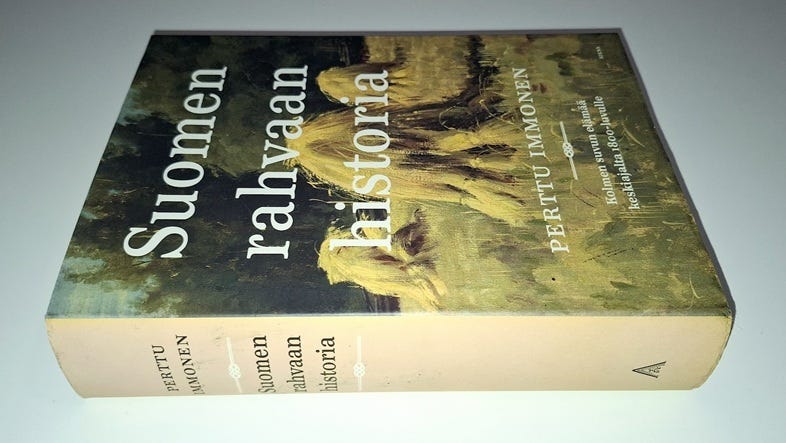 Suomen
rahvaan
historia
PERTTU IMMONEN
Kolmen suvun elämää
keskiajalta 1800-luvulle
PERTTU
IMMONEN
Suomen
rahvaan
historia